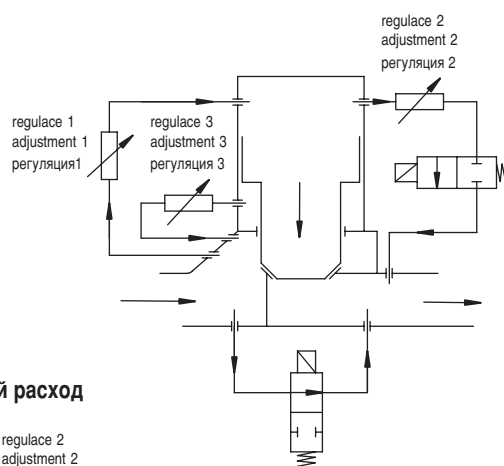 regulace 2
adjustment 2
регуляция 2
regulace 1
adjustment 1
регуляция1
regulace 3
adjustment 3
регуляция 3
й расход
regulace 2
adjustment 2